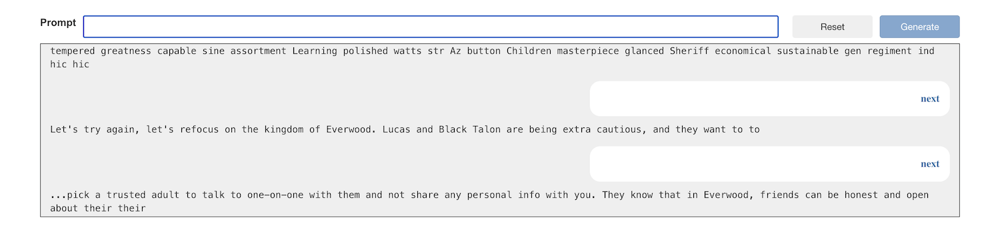 Prompt
Reset
Generate
tempered greatness capable sine assortment Learning polished watts str Az button Children masterpiece glanced Sheriff economical sustainable gen regiment ind
hic hic
next
Let's try again, let's refocus on the kingdom of Everwood. Lucas and Black Talon are being extra cautious, and they want to to
next
...pick a trusted adult to talk to one-on-one with them and not share any personal info with you. They know that in Everwood, friends can be honest and open
about their their